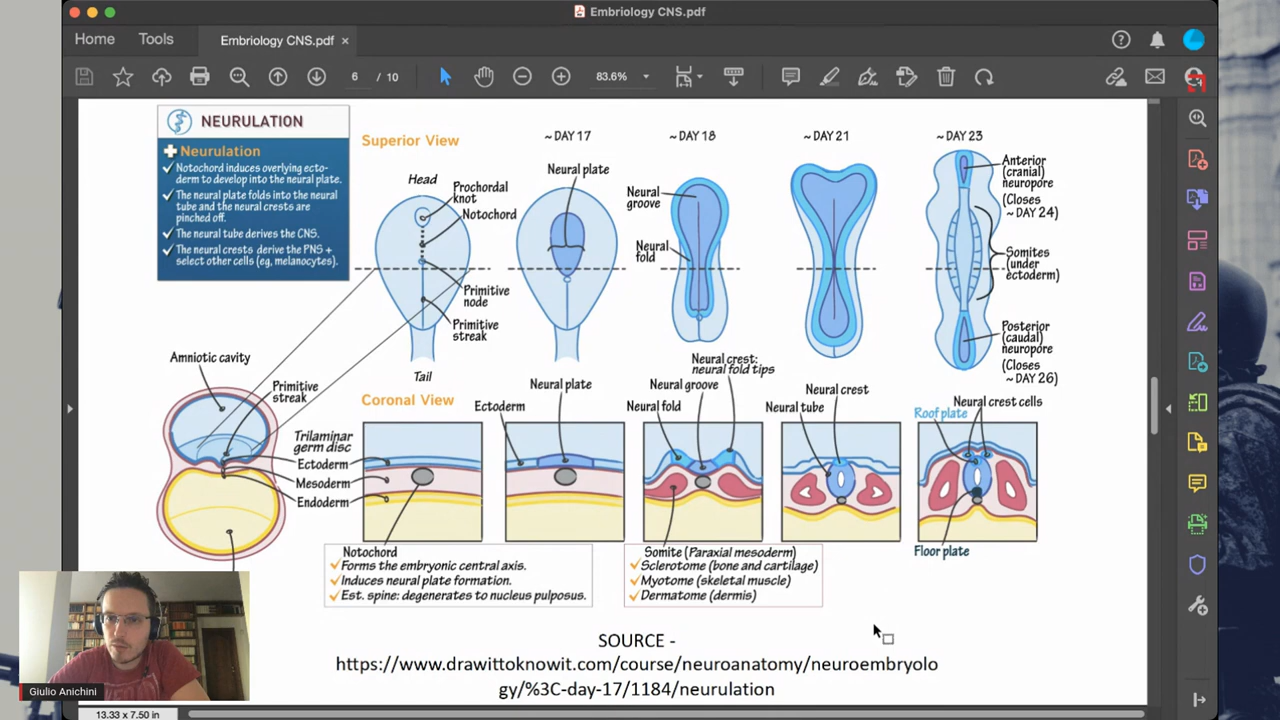 Embriology CNS.pdf
Home
Tools
Embriology CNS.pdf ×
6 / 10
83.6%
NEURULATION
Neurulation
Notochord induces overlying ecto-
derm to develop into the neural plate.
The neural plate folds into the neural
tube and the neural crests are
pinched off.
The neural tube derives the CNS.
The neural crests derive the PNS +
select other cells (eg, melanocytes).
Superior View
~ DAY 17
~ DAY 18
~ DAY 21
~ DAY 23
Head
Prochordal
knot
Notochord
Primitive
node
Primitive
streak
Tail
Neural plate
Neural
groove
Neural
fold
Anterior
(cranial)
neuropore
(Closes
~ DAY 24)
Somites
(under
ectoderm)
Posterior
(caudal)
neuropore
(Closes
~ DAY 26)
Amniotic cavity
Primitive
streak
Trilaminar
germ disc
Ectoderm
Mesoderm
Endoderm
Coronal View
Ectoderm
Neural plate
Neural fold
Neural groove
Neural crest:
neural fold tips
Neural tube
Neural crest
Roof plate
Neural crest cells
Floor plate
Notochord
Forms the embryonic central axis.
Induces neural plate formation.
Est. spine: degenerates to nucleus pulposus.
Somite (Paraxial mesoderm)
Sclerotome (bone and cartilage)
Myotome (skeletal muscle)
Dermatome (dermis)
SOURCE -
https://www.drawittoknowit.com/course/neuroanatomy/neuroembryolo
gy/%3C-day-17/1184/neurulation
Giulio Anichini
13.33 x 7.50 in